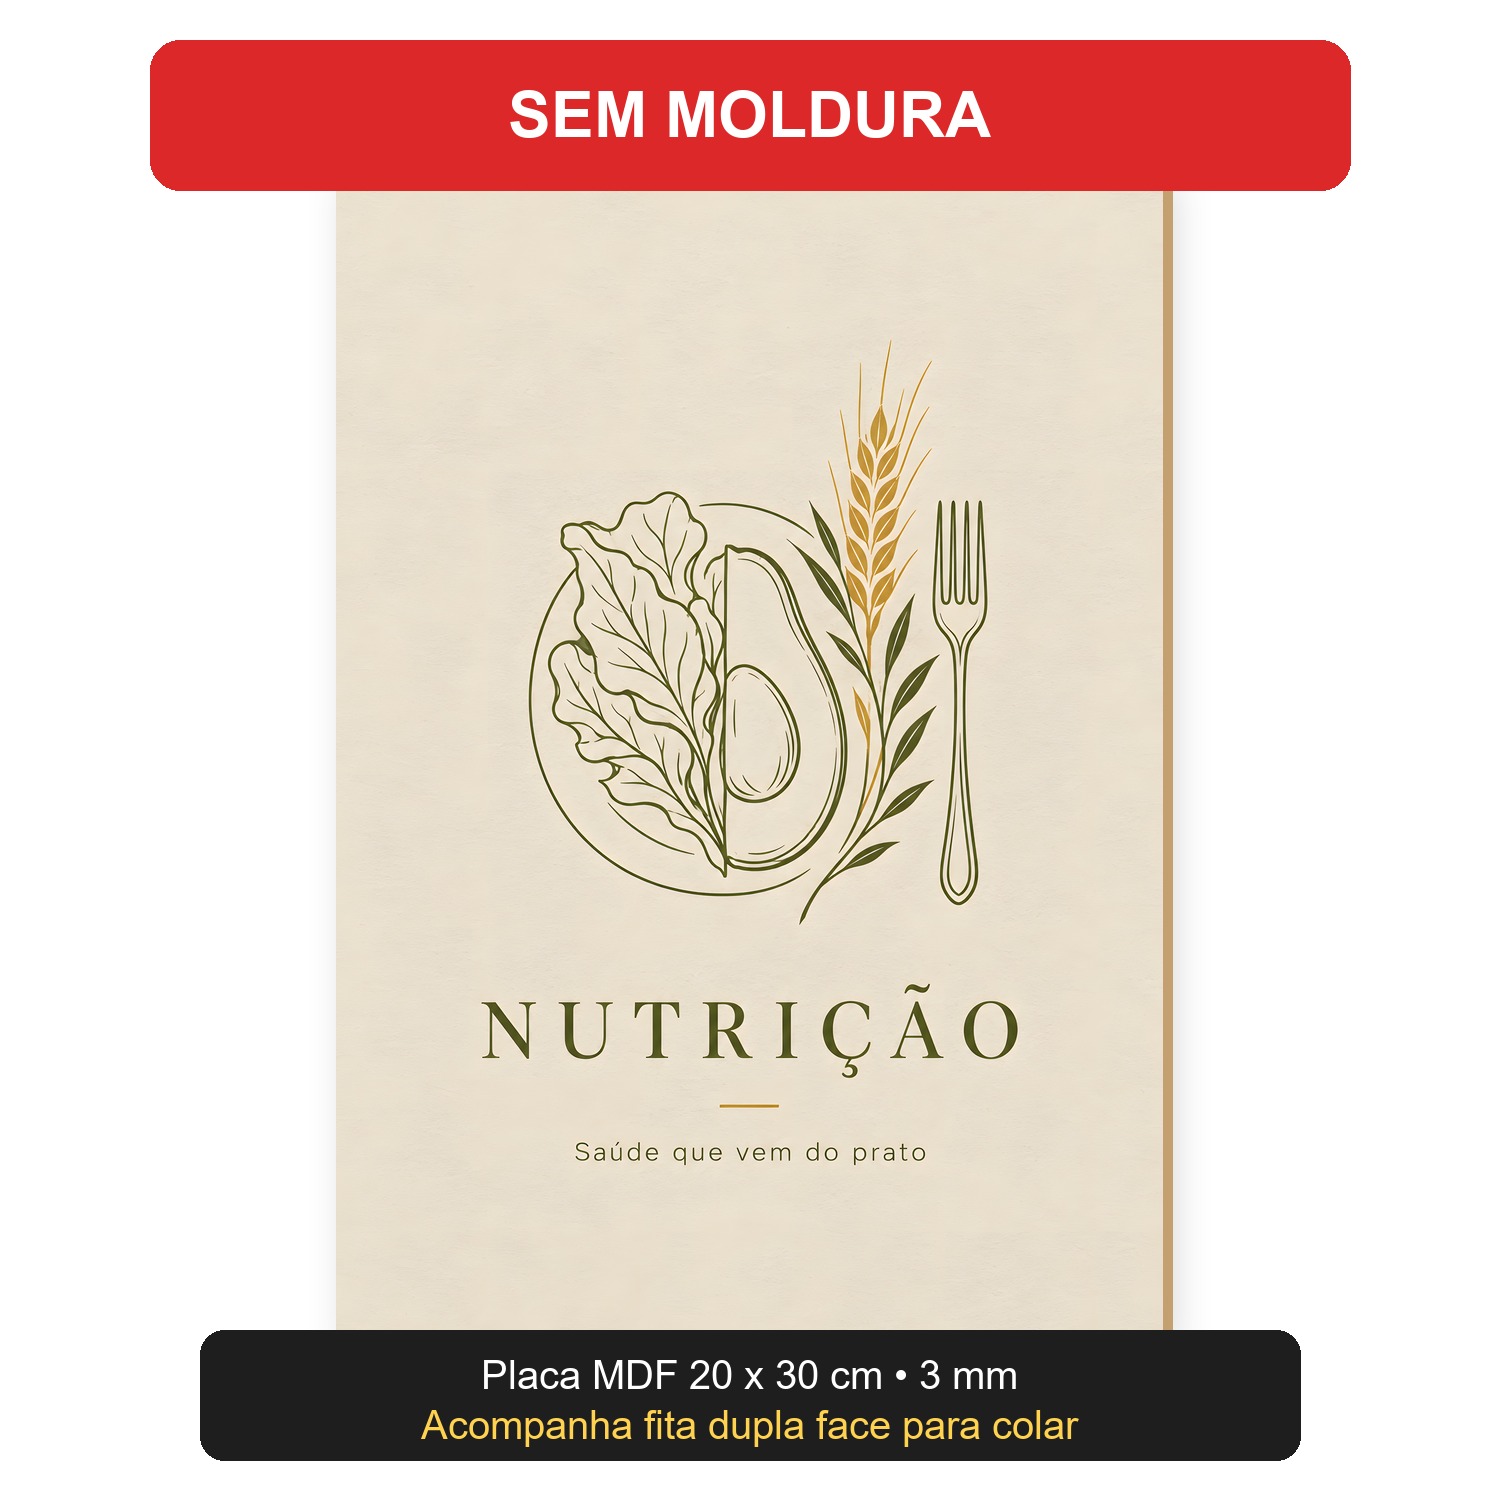 SEM MOLDURA
NUTRIÇÃO
Saúde que vem do prato
Placa MDF 20 x 30 cm • 3 mm
Acompanha fita dupla face para colar